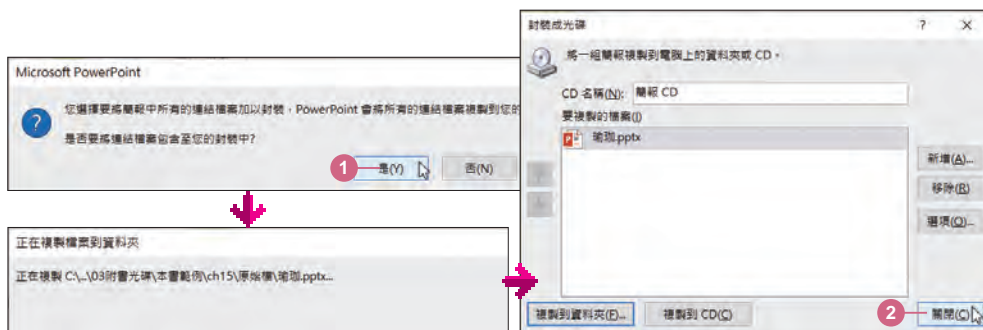 Microsoft PowerPoint
您選擇要將簡報中所有的連結檔案加以封裝，PowerPoint 會將所有的連結檔案複製到您的
是否要將連結檔案包含至您的封裝中?
1
是(Y)
否(N)
正在複製檔案到資料夾
正在複製 C:\...\03附書光碟\本書範例\ch15\原始檔\瑜珈.pptx...
封裝成光碟
?
將一組簡報複製到電腦上的資料夾或 CD。
CD 名稱(N): 簡報 CD
要複製的檔案(I)
瑜珈.pptx
新增(A)...
移除(R)
選項(O)...
複製到資料夾(F)...
複製到 CD(C)
2
關閉(C)